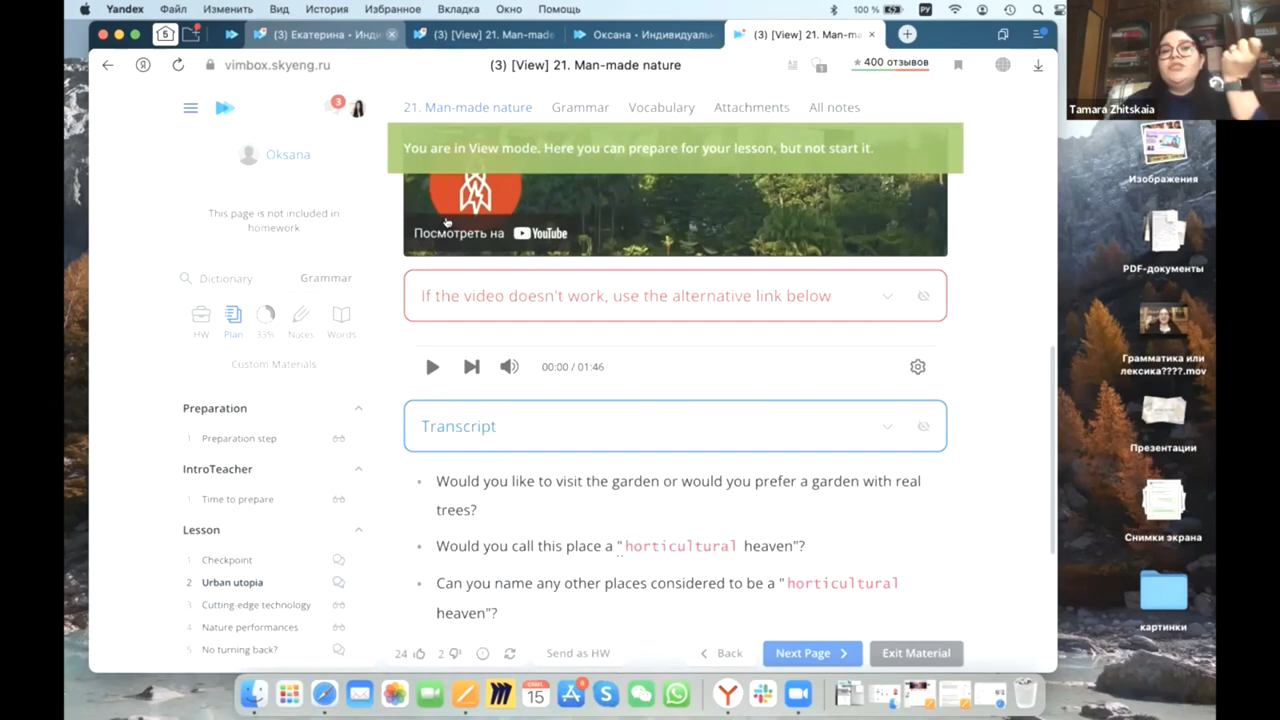 Yandex Файл Изменить Вид История Избранное Вкладка Окно Помощь 100 % РУ
5 (3) Екатерина • Инди (3) [View] 21. Man-made Оксана • Индивидуаль (3) [View] 21. Man-ma
vimbox.skyeng.ru (3) [View] 21. Man-made nature 400 отзывов
Tamara Zhitskaia
3
21. Man-made nature Grammar Vocabulary Attachments All notes
You are in View mode. Here you can prepare for your lesson, but not start it.
Oksana
This page is not included in
homework
Посмотреть на YouTube
Dictionary Grammar
If the video doesn't work, use the alternative link below
HW Plan 33% Notes Words
Custom Materials
00:00 / 01:46
Preparation
1 Preparation step
IntroTeacher
1 Time to prepare
Lesson
1 Checkpoint
2 Urban utopia
3 Cutting-edge technology
4 Nature performances
5 No turning back?
Transcript
Would you like to visit the garden or would you prefer a garden with real
trees?
Would you call this place a "horticultural heaven"?
Can you name any other places considered to be a "horticultural
heaven"?
24 2 Send as HW Back Next Page Exit Material
Изображения
PDF-документы
Грамматика или
лексика????.mov
Презентации
Снимки экрана
картинки
15